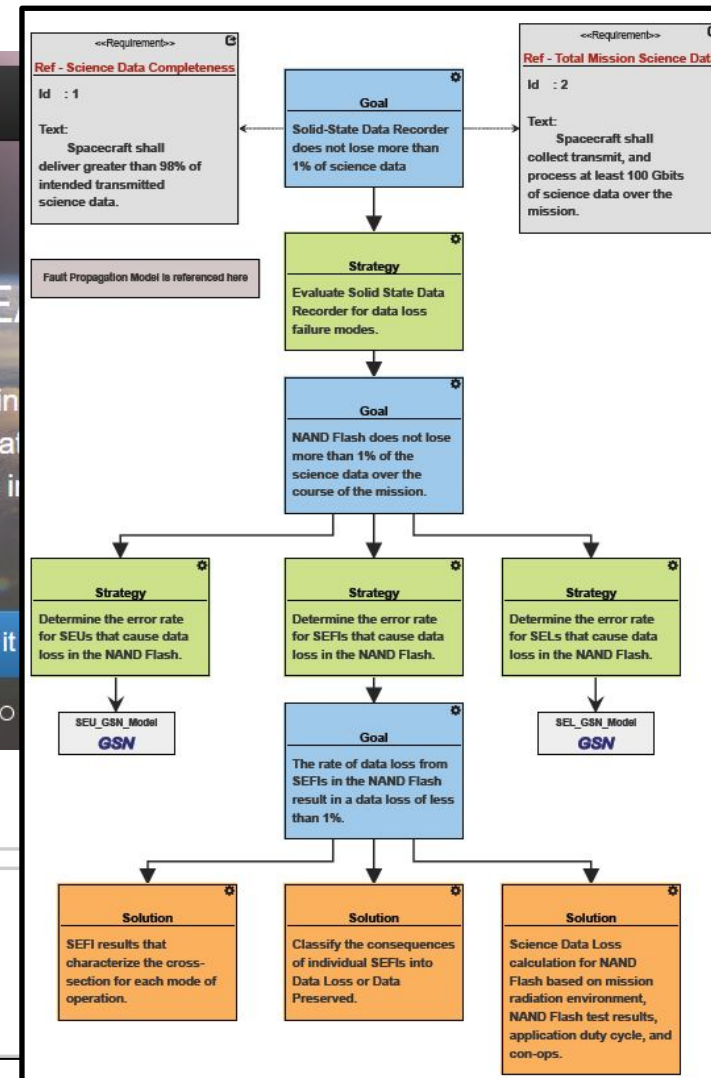 <<Requirement>>
Ref - Science Data Completeness
Id : 1
Text:
Spacecraft shall
deliver greater than 98% of
intended transmitted
science data.
Goal
Solid-State Data Recorder
does not lose more than
1% of science data
<<Requirement>>
Ref - Total Mission Science Dat
Id : 2
Text:
Spacecraft shall
collect transmit, and
process at least 100 Gbits
of science data over the
mission.
Fault Propagation Model is referenced here
Strategy
Evaluate Solid State Data
Recorder for data loss
failure modes.
Goal
NAND Flash does not lose
more than 1% of the
science data over the
course of the mission.
Strategy
Determine the error rate
for SEUs that cause data
loss in the NAND Flash.
Strategy
Determine the error rate
for SEFIs that cause data
loss in the NAND Flash.
Strategy
Determine the error rate
for SELs that cause data
loss in the NAND Flash.
SEU_GSN_Model
GSN
SEL_GSN_Model
GSN
Goal
The rate of data loss from
SEFIs in the NAND Flash
result in a data loss of less
than 1%.
Solution
SEFI results that
characterize the cross-
section for each mode of
operation.
Solution
Classify the consequences
of individual SEFIs into
Data Loss or Data
Preserved.
Solution
Science Data Loss
calculation for NAND
Flash based on mission
radiation environment,
NAND Flash test results,
application duty cycle, and
con-ops.
in
it